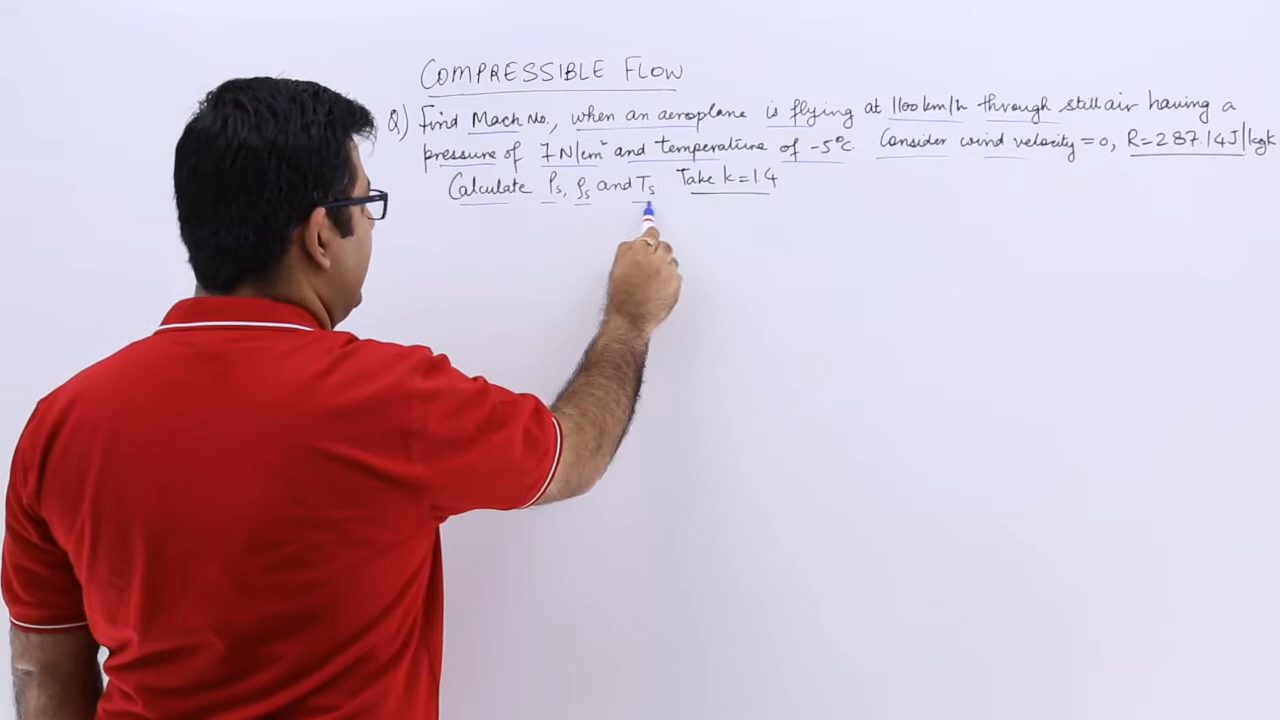 COMPRESSIBLE FLOW
Q) Find Mach No., when an aeroplane is flying at 1100 km/h through still air having a
pressure of 7 N/cm² and temperature of -5°C Consider wind velocity = 0, R = 287.14 J/kgk
Calculate Ps, ρs and Ts Take k = 1.4